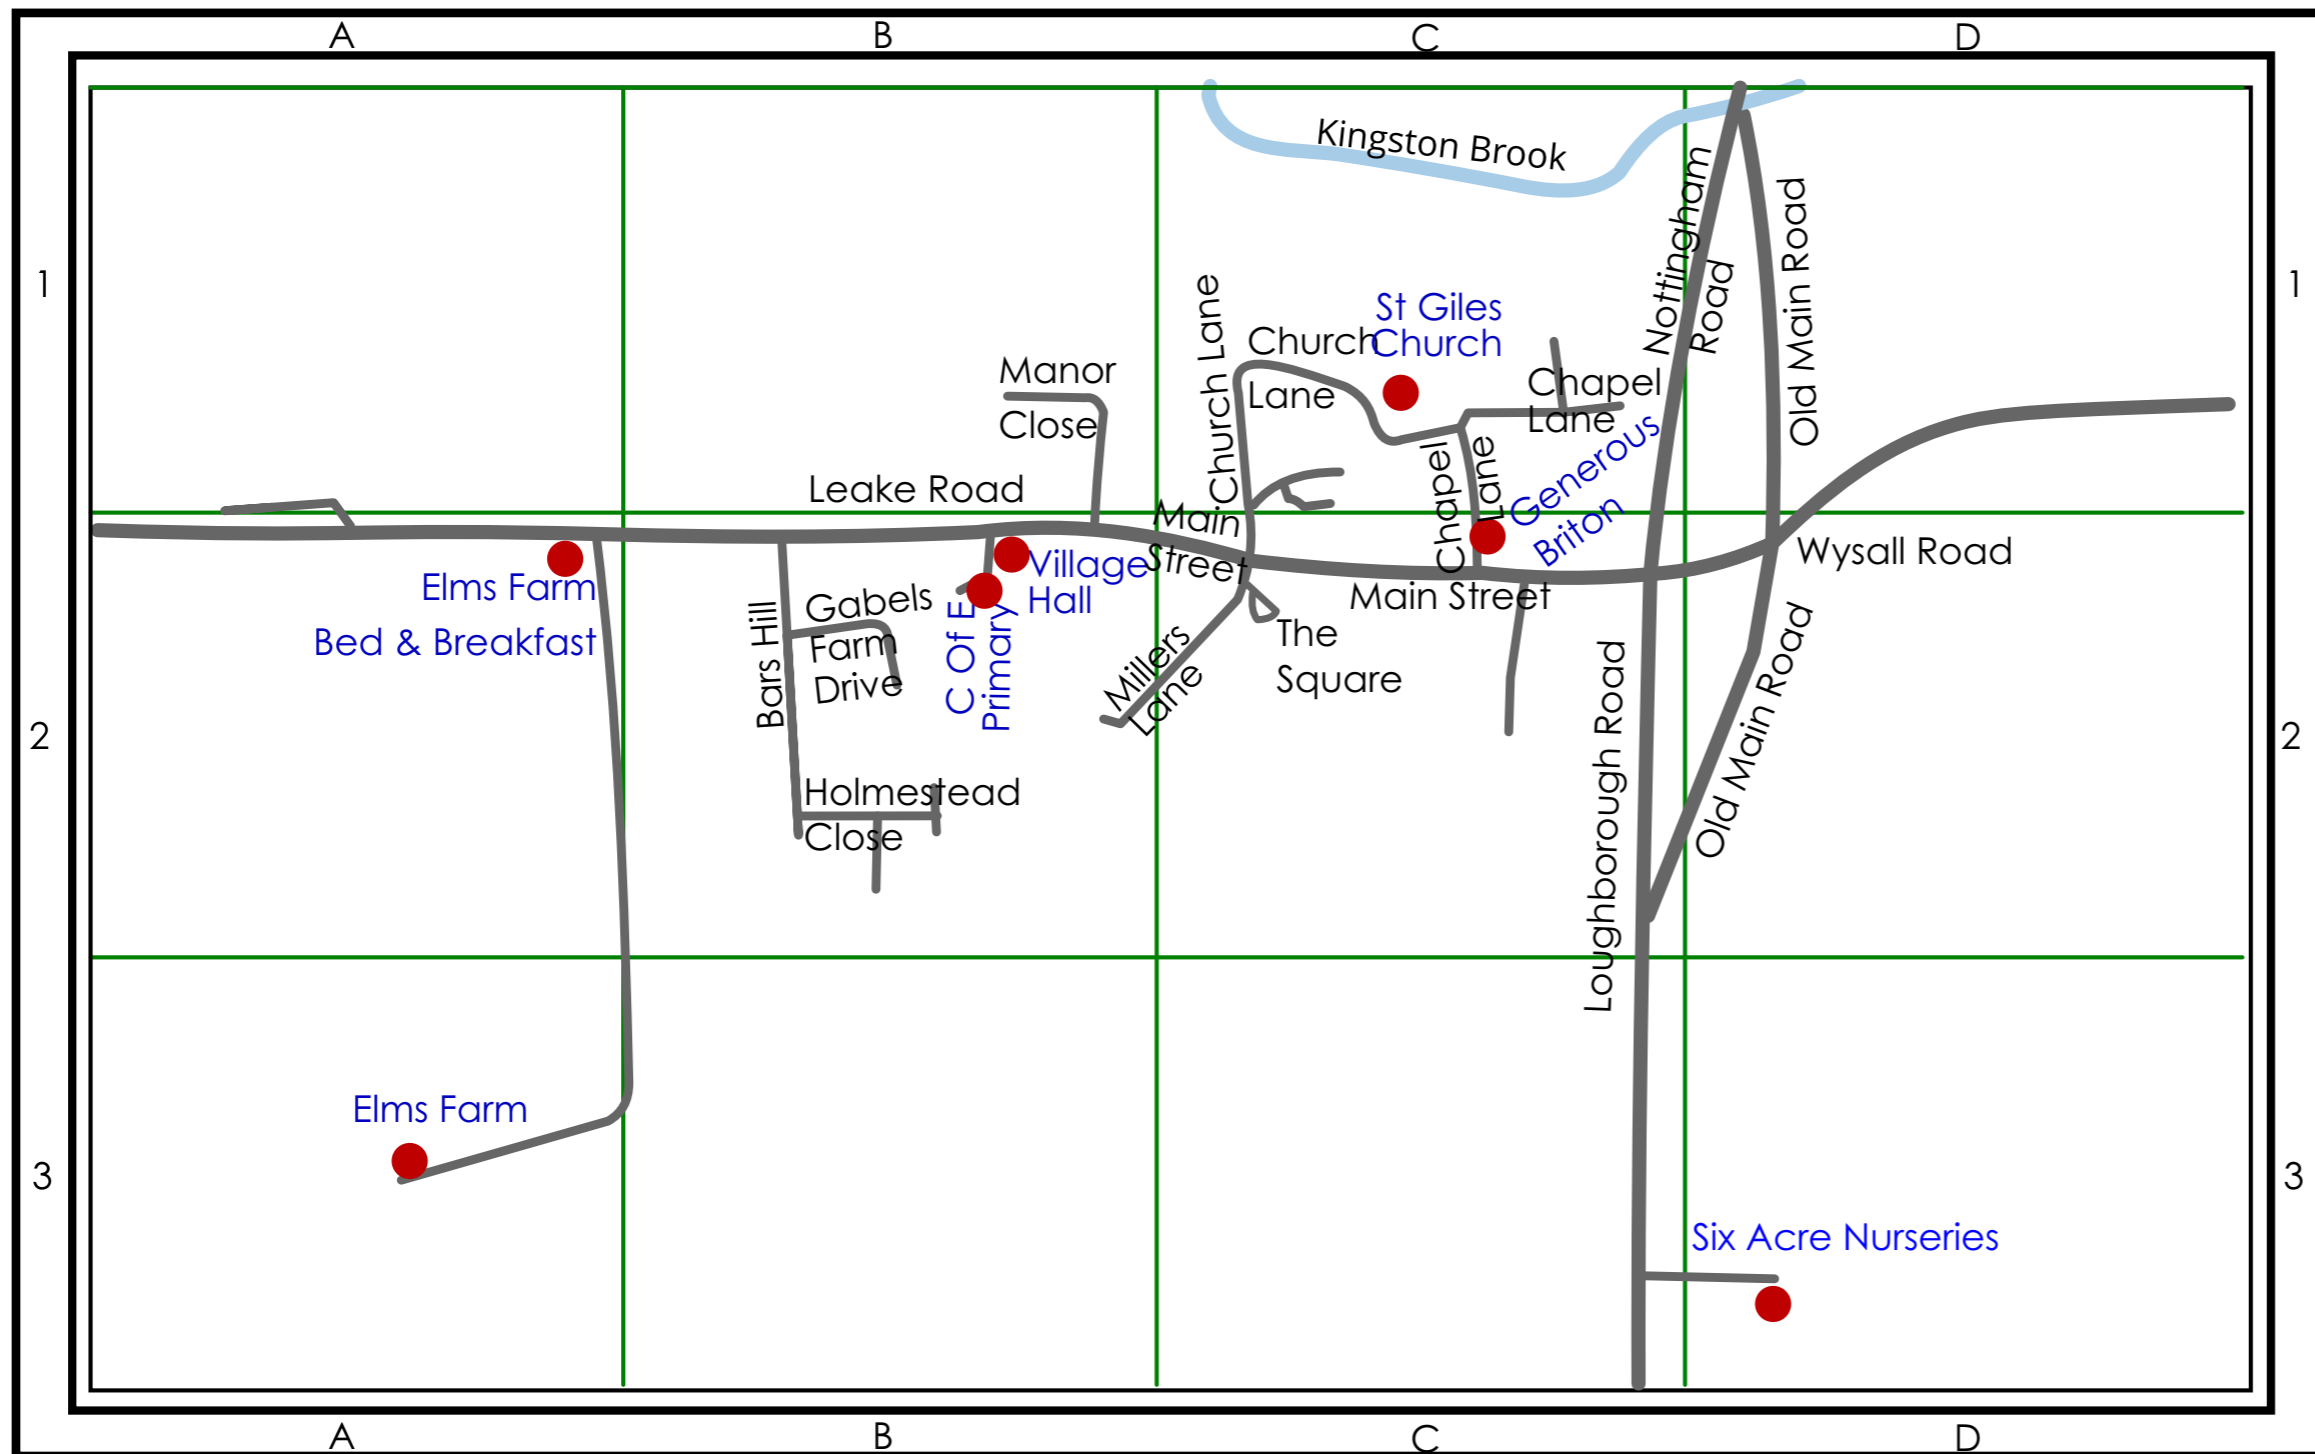 A
B
C
D
Kingston Brook
1
1
Nottingham
Road
Old Main Road
Church Lane
St Giles
Church
Church
Lane
Manor
Close
Chapel
Lane
Chapel
Lane
Generous
Briton
Leake Road
Main
Street
Wysall Road
Elms Farm
Bed & Breakfast
Village
Hall
C Of E
Primary
Main Street
Bars Hill
Gabels
Farm
Drive
Millers
Lane
The
Square
Loughborough Road
Old Main Road
2
2
Holmestead
Close
Elms Farm
3
3
Six Acre Nurseries
A
B
C
D